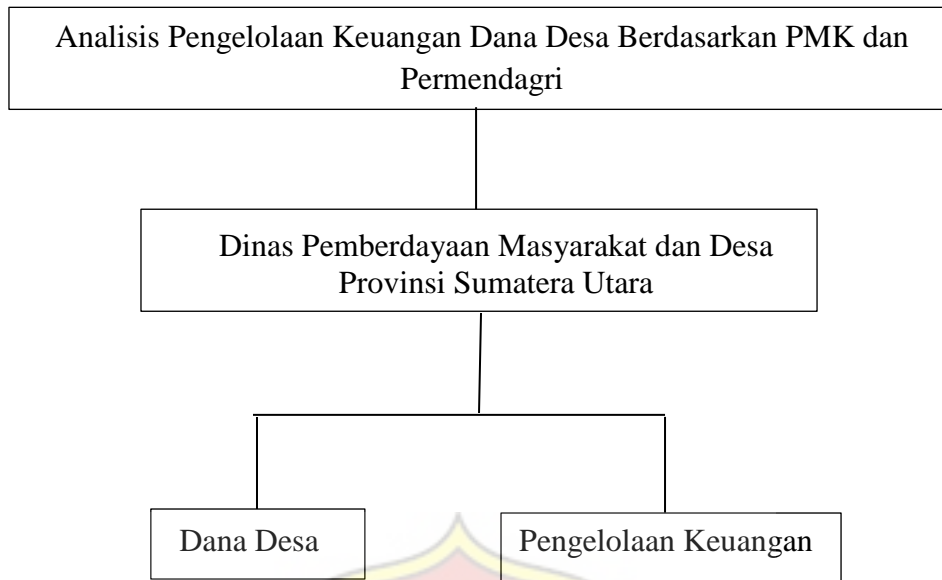 Analisis Pengelolaan Keuangan Dana Desa Berdasarkan PMK dan
Permendagri
Dinas Pemberdayaan Masyarakat dan Desa
Provinsi Sumatera Utara
Dana Desa
Pengelolaan Keuangan